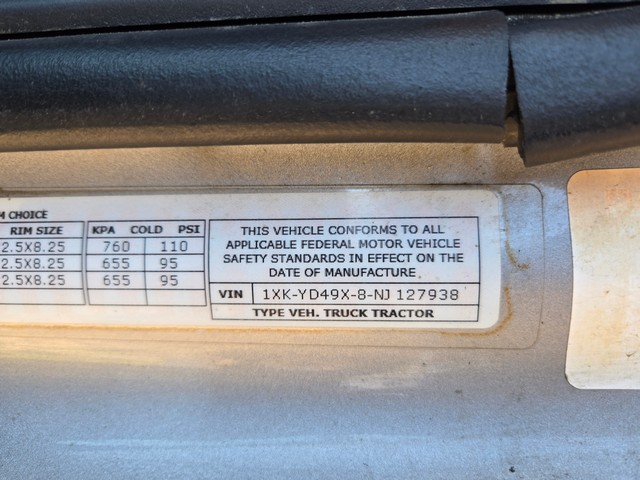 M CHOICE
RIM SIZE KPA COLD PSI
2.5X8.25 760 110
2.5X8.25 655 95
2.5X8.25 655 95
THIS VEHICLE CONFORMS TO ALL
APPLICABLE FEDERAL MOTOR VEHICLE
SAFETY STANDARDS IN EFFECT ON THE
DATE OF MANUFACTURE
VIN 1XK-YD49X-8-NJ 127938
TYPE VEH. TRUCK TRACTOR